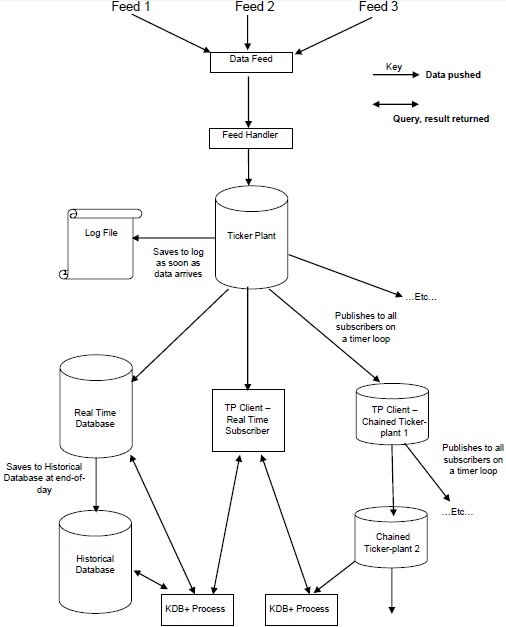 Feed 1
Feed 2
Feed 3
Data Feed
Key
Data pushed
Query, result returned
Feed Handler
Log File
Ticker Plant
Saves to log
as soon as
data arrives
...Etc...
Publishes to all
subscribers on
a timer loop
Real Time
Database
TP Client –
Real Time
Subscriber
TP Client –
Chained Ticker-
plant 1
Publishes to all
subscribers on
a timer loop
Saves to Historical
Database at end-of-
day
...Etc...
Historical
Database
Chained
Ticker-plant 2
KDB+ Process
KDB+ Process